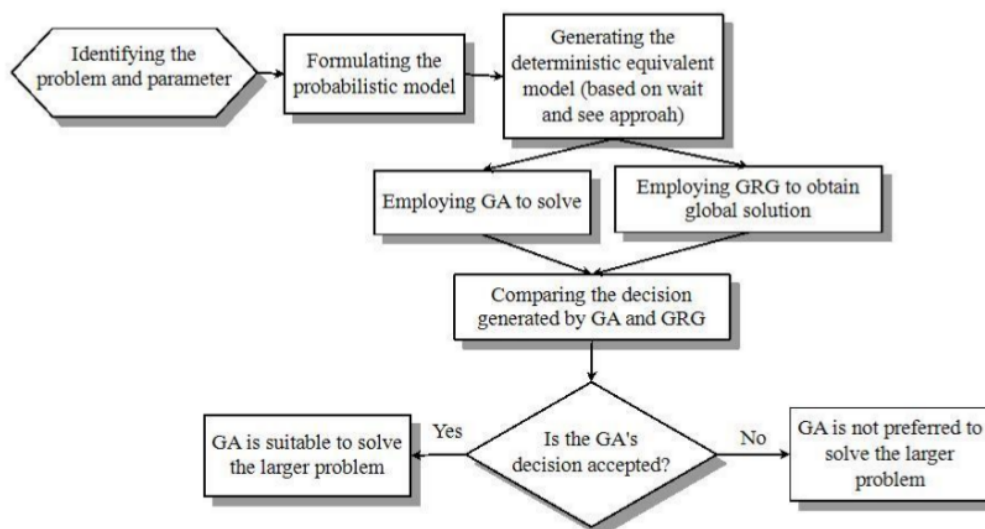 Identifying the
problem and parameter
Formulating the
probabilistic model
Generating the
deterministic equivalent
model (based on wait
and see approah)
Employing GA to solve
Employing GRG to obtain
global solution
Comparing the decision
generated by GA and GRG
Is the GA's
decision accepted?
Yes
GA is suitable to solve
the larger problem
No
GA is not preferred to
solve the larger
problem